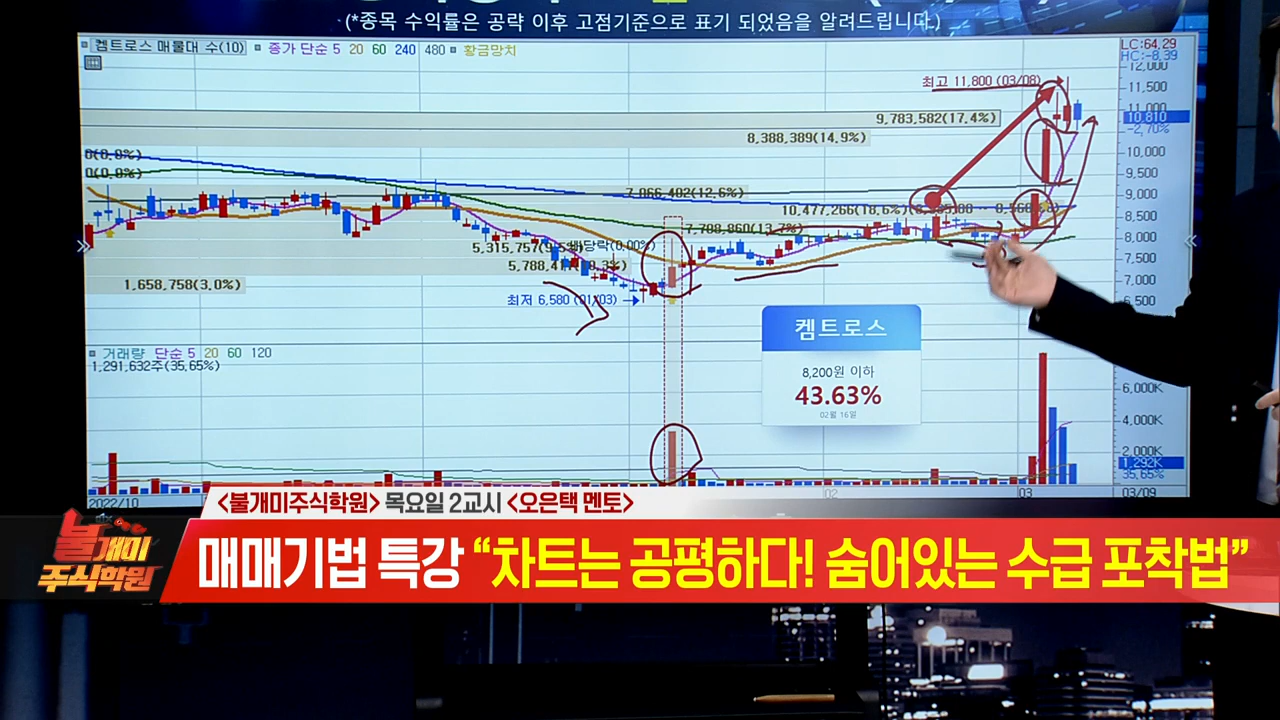 (*종목 수익률은 공략 이후 고점기준으로 표기 되었음을 알려드립니다.)
켐트로스 매물대 수(10) 종가 단순 5 20 60 240 480 황금망치
LC:64,29
HC:-8,39
12,000
최고 11,800 (03/08)
11,500
11,000
9,783,582(17.4%)
10,810
-2,70%
8,388,389(14.9%)
0(0.0%)
10,000
0(0.0%)
9,500
7,066,402(12.6%)
9,000
10,477,266(18.6%)
8,500
7,788,860(13.7%)
8,000
5,315,757(9.5%)
배당락(0,00%)
7,500
7,000
1,658,758(3.0%)
최저 6,580 (01/03)
6,500
켐트로스
8,200원 이하
43.63%
02월 16일
거래량 단순 5 20 60 120
1,291,632주(35,65%)
6,000K
4,000K
2,000K
1,292K
35,65%
2022/10
02
03
03/09
<불개미주식학원> 목요일 2교시 <오은택 멘토>
불개미
주식학원
매매기법 특강 “차트는 공평하다! 숨어있는 수급 포착법”